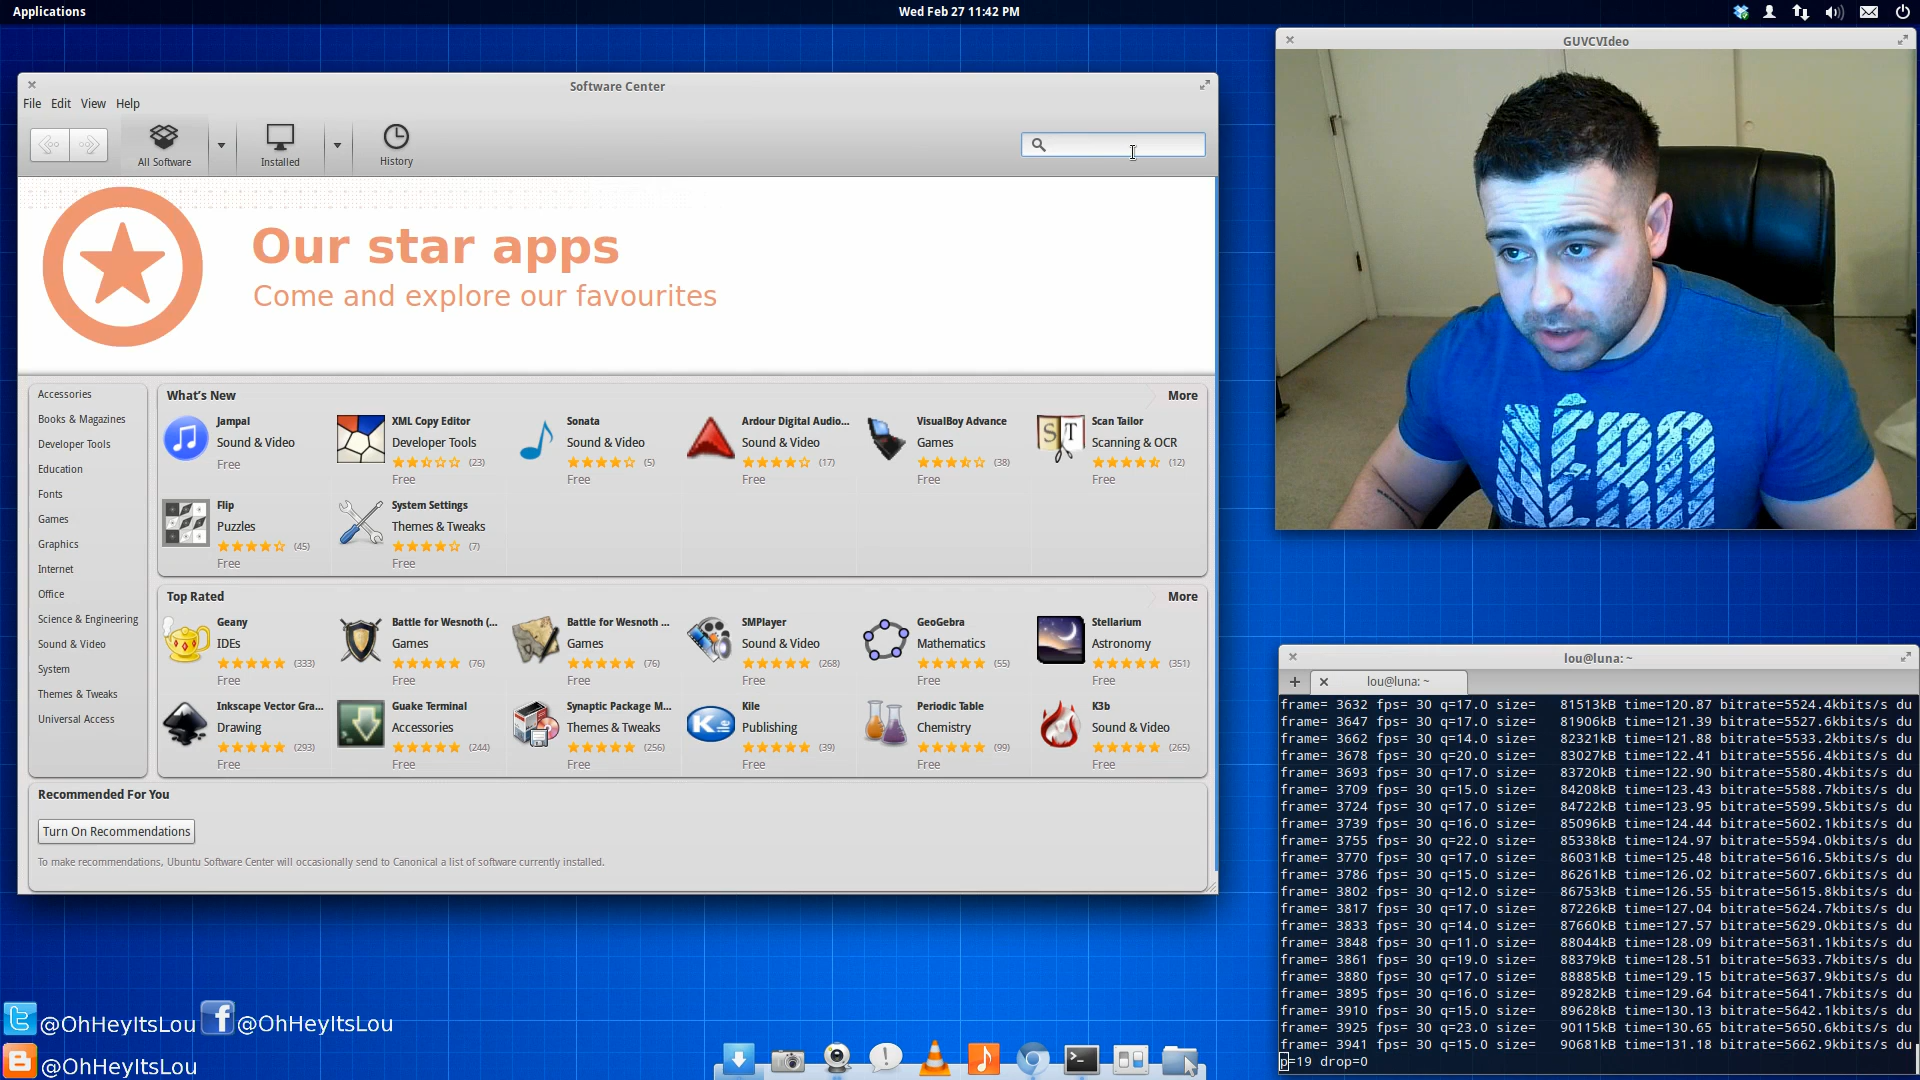 Applications
Wed Feb 27 11:42 PM
Software Center
File Edit View Help
All Software
Installed
History
Our star apps
Come and explore our favourites
Accessories
Books & Magazines
Developer Tools
Education
Fonts
Games
Graphics
Internet
Office
Science & Engineering
Sound & Video
System
Themes & Tweaks
Universal Access
What's New
More
Jampal
Sound & Video
Free
XML Copy Editor
Developer Tools
(23)
Free
Sonata
Sound & Video
(5)
Free
Ardour Digital Audio...
Sound & Video
(17)
Free
VisualBoy Advance
Games
(38)
Free
Scan Tailor
Scanning & OCR
(12)
Free
Flip
Puzzles
(45)
Free
System Settings
Themes & Tweaks
(7)
Free
Top Rated
More
Geany
IDEs
(333)
Free
Battle for Wesnoth (...
Games
(76)
Free
Battle for Wesnoth ...
Games
(76)
Free
SMPlayer
Sound & Video
(268)
Free
GeoGebra
Mathematics
(55)
Free
Stellarium
Astronomy
(351)
Free
Inkscape Vector Gra...
Drawing
(293)
Free
Guake Terminal
Accessories
(244)
Free
Synaptic Package M...
Themes & Tweaks
(256)
Free
Kile
Publishing
(39)
Free
Periodic Table
Chemistry
(99)
Free
K3b
Sound & Video
(265)
Free
Recommended For You
Turn On Recommendations
To make recommendations, Ubuntu Software Center will occasionally send to Canonical a list of software currently installed.
GUVCVIdeo
NEFF
lou@luna: ~
lou@luna: ~
frame= 3632 fps= 30 q=17.0 size= 81513kB time=120.87 bitrate=5524.4kbits/s du
frame= 3647 fps= 30 q=17.0 size= 81906kB time=121.39 bitrate=5527.6kbits/s du
frame= 3662 fps= 30 q=14.0 size= 82321kB time=121.88 bitrate=5533.2kbits/s du
frame= 3678 fps= 30 q=20.0 size= 83027kB time=122.41 bitrate=5556.4kbits/s du
frame= 3693 fps= 30 q=17.0 size= 83720kB time=122.90 bitrate=5580.4kbits/s du
frame= 3709 fps= 30 q=15.0 size= 84208kB time=123.43 bitrate=5588.7kbits/s du
frame= 3724 fps= 30 q=17.0 size= 84722kB time=123.95 bitrate=5599.5kbits/s du
frame= 3739 fps= 30 q=16.0 size= 85096kB time=124.44 bitrate=5602.1kbits/s du
frame= 3755 fps= 30 q=22.0 size= 85338kB time=124.97 bitrate=5594.0kbits/s du
frame= 3770 fps= 30 q=17.0 size= 86031kB time=125.48 bitrate=5616.5kbits/s du
frame= 3786 fps= 30 q=15.0 size= 86261kB time=126.02 bitrate=5607.6kbits/s du
frame= 3802 fps= 30 q=12.0 size= 86753kB time=126.55 bitrate=5615.8kbits/s du
frame= 3817 fps= 30 q=17.0 size= 87226kB time=127.04 bitrate=5624.7kbits/s du
frame= 3833 fps= 30 q=14.0 size= 87660kB time=127.57 bitrate=5629.0kbits/s du
frame= 3848 fps= 30 q=11.0 size= 88044kB time=128.09 bitrate=5631.1kbits/s du
frame= 3861 fps= 30 q=19.0 size= 88379kB time=128.51 bitrate=5633.7kbits/s du
frame= 3880 fps= 30 q=17.0 size= 88885kB time=129.15 bitrate=5637.9kbits/s du
frame= 3895 fps= 30 q=16.0 size= 89282kB time=129.64 bitrate=5641.7kbits/s du
frame= 3910 fps= 30 q=15.0 size= 89628kB time=130.13 bitrate=5642.1kbits/s du
frame= 3925 fps= 30 q=23.0 size= 90115kB time=130.65 bitrate=5650.6kbits/s du
frame= 3941 fps= 30 q=15.0 size= 90681kB time=131.18 bitrate=5662.9kbits/s du
p=19 drop=0
@OhHeyItsLou
@OhHeyItsLou
@OhHeyItsLou